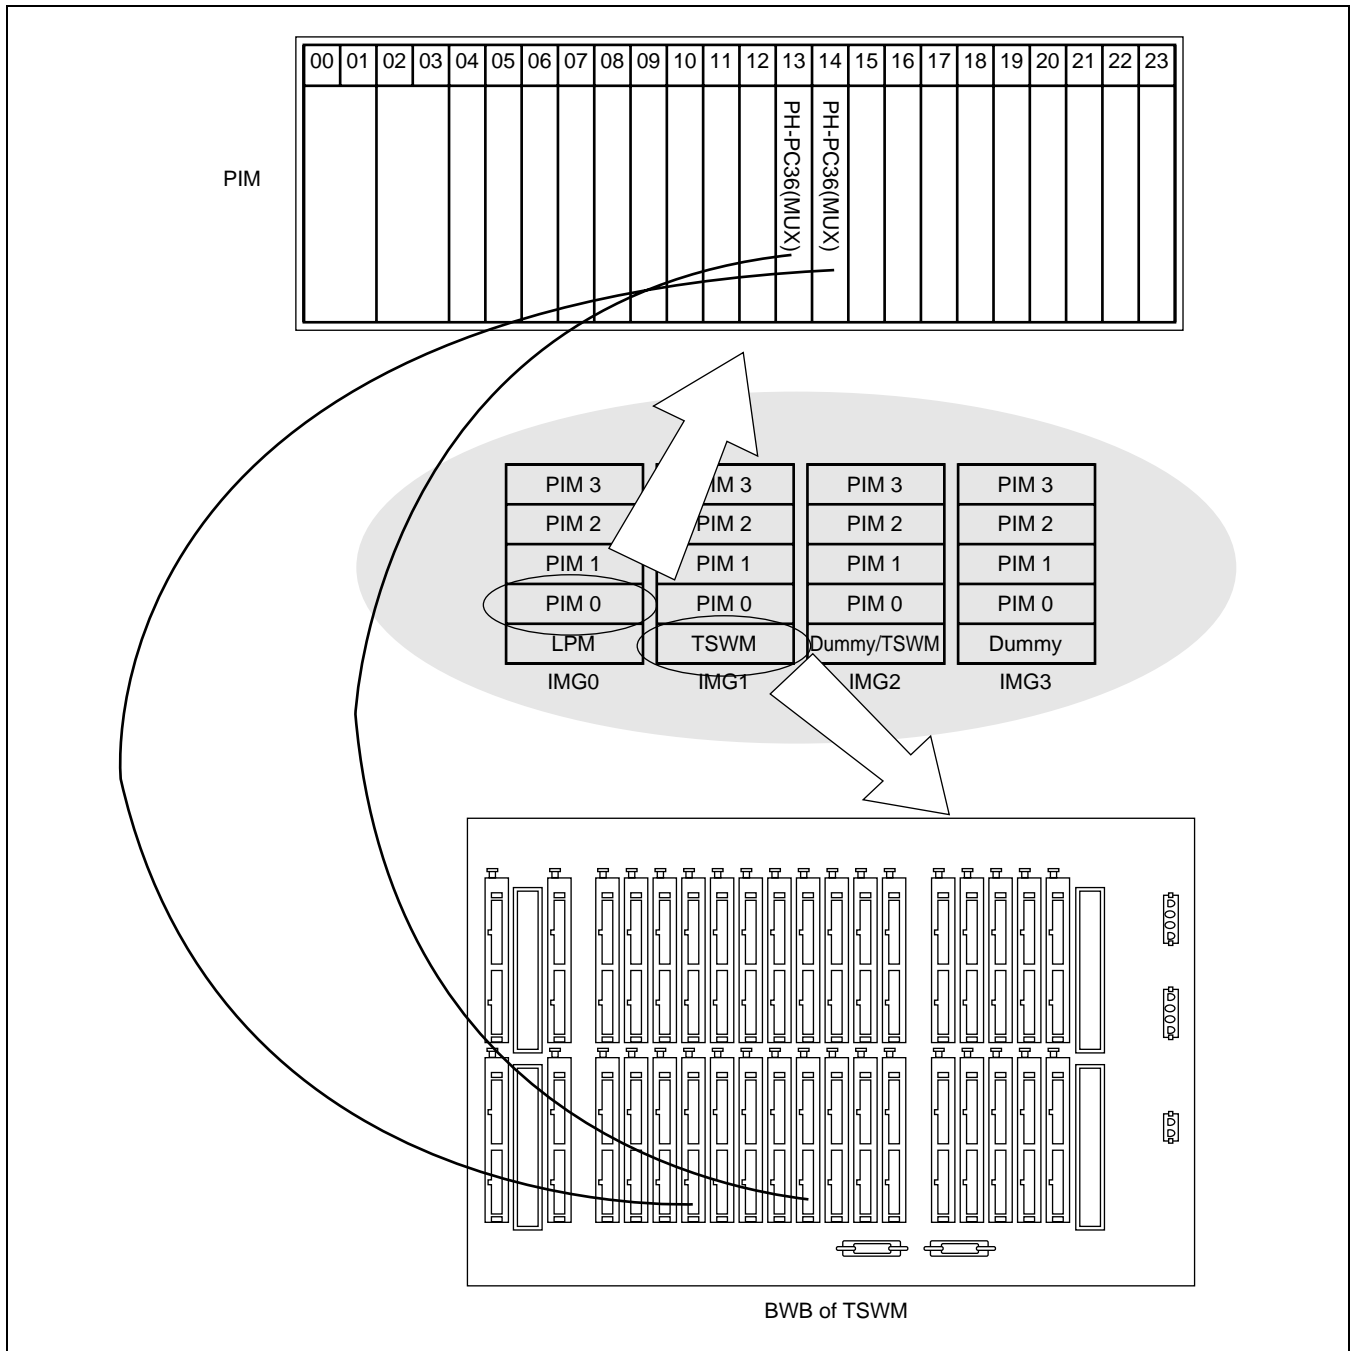 00 01 02 03 04 05 06 07 08 09 10 11 12 13 14 15 16 17 18 19 20 21 22 23
PH-PC36(MUX)
PH-PC36(MUX)
PIM
PIM 3 IM 3 PIM 3 PIM 3
PIM 2 PIM 2 PIM 2 PIM 2
PIM 1 PIM 1 PIM 1 PIM 1
PIM 0 PIM 0 PIM 0 PIM 0
LPM TSWM Dummy/TSWM Dummy
IMG0 IMG1 IMG2 IMG3
BWB of TSWM